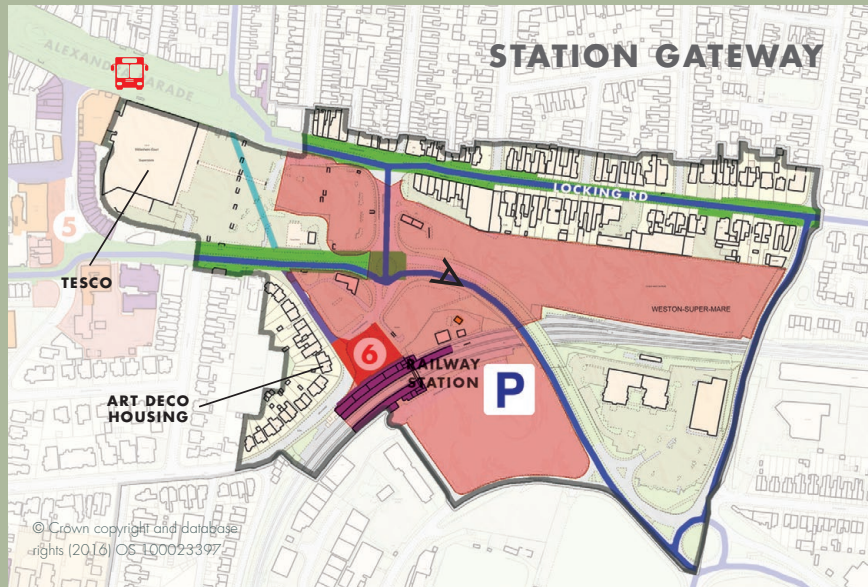 STATION GATEWAY
LOCKING RD
5
TESCO
WESTON-SUPER-MARE
6
RAILWAY
STATION
P
ART DECO
HOUSING
© Crown copyright and database
rights (2016) OS 100023397